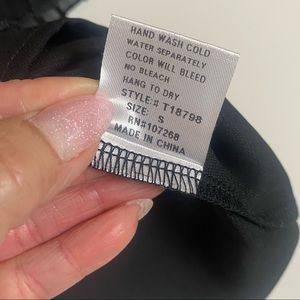 HAND WASH COLD
WATER SEPARATELY
COLOR WILL BLEED
NO BLEACH
HANG TO DRY
STYLE:# T18798
SIZE: S
RN#107268
MADE IN CHINA